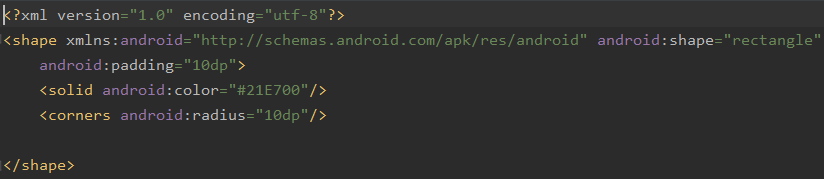 <?xml version="1.0" encoding="utf-8"?>
<shape xmlns:android="http://schemas.android.com/apk/res/android" android:shape="rectangle"
    android:padding="10dp">
    <solid android:color="#21E700"/>
    <corners android:radius="10dp"/>

</shape>